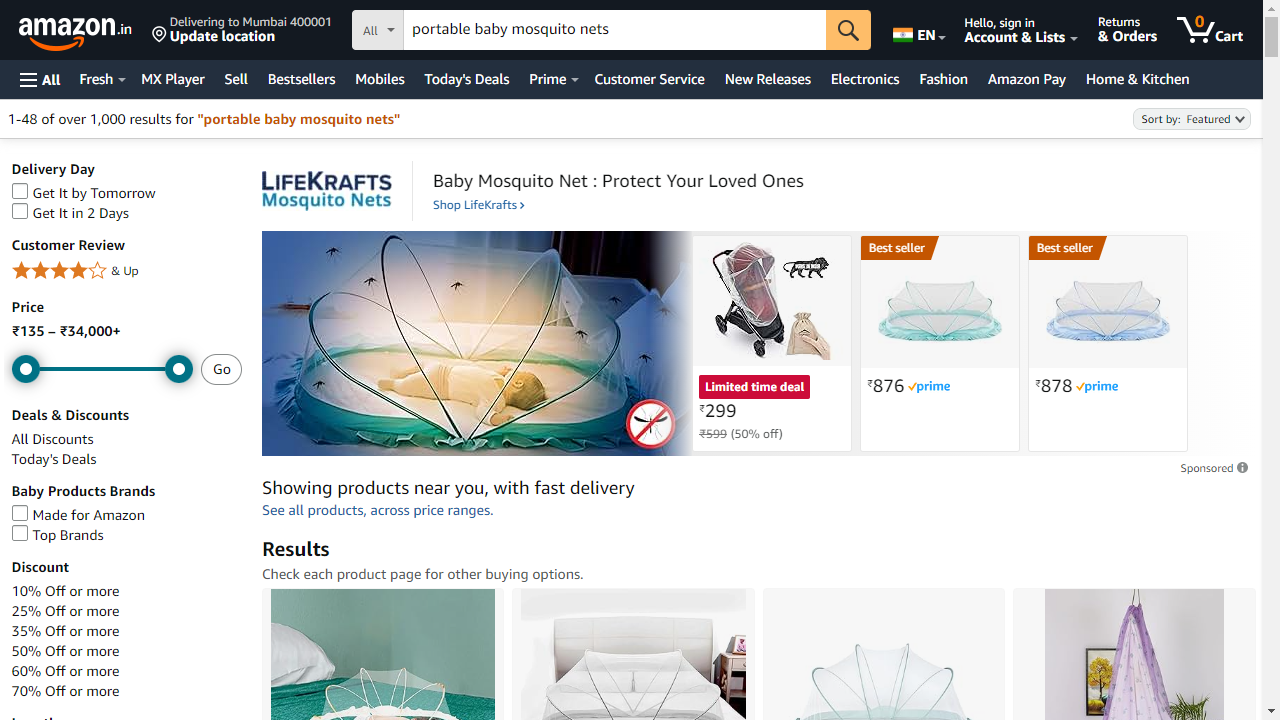 amazon.in
Delivering to Mumbai 400001
Update location
All
portable baby mosquito nets
EN
Hello, sign in
Account & Lists
Returns
& Orders
0
Cart
All
Fresh
MX Player
Sell
Bestsellers
Mobiles
Today's Deals
Prime
Customer Service
New Releases
Electronics
Fashion
Amazon Pay
Home & Kitchen
1-48 of over 1,000 results for "portable baby mosquito nets"
Sort by: Featured
Delivery Day
Get It by Tomorrow
Get It in 2 Days
Customer Review
& Up
Price
₹135 – ₹34,000+
Go
Deals & Discounts
All Discounts
Today's Deals
Baby Products Brands
Made for Amazon
Top Brands
Discount
10% Off or more
25% Off or more
35% Off or more
50% Off or more
60% Off or more
70% Off or more
LIFEKRAFTS
Mosquito Nets
Baby Mosquito Net : Protect Your Loved Ones
Shop LifeKrafts
Limited time deal
₹299
₹599 (50% off)
Best seller
₹876 prime
Best seller
₹878 prime
Sponsored
Showing products near you, with fast delivery
See all products, across price ranges.
Results
Check each product page for other buying options.